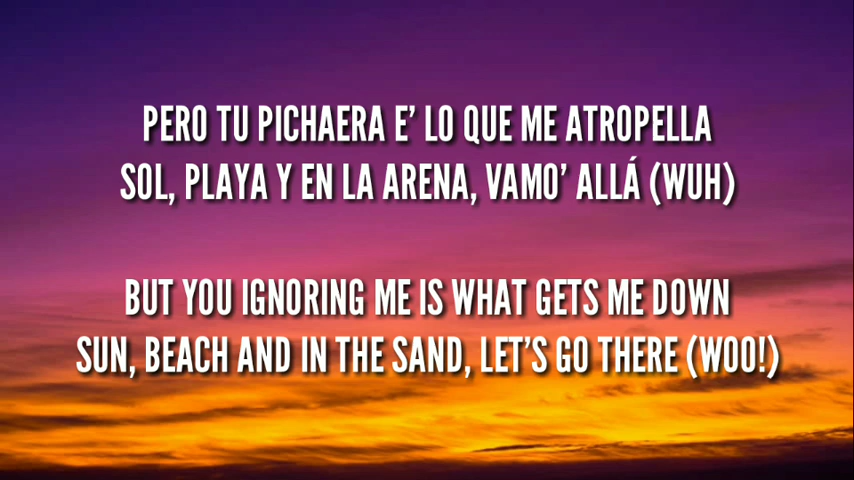 PERO TU PICHAERA E' LO QUE ME ATROPELLA
SOL, PLAYA Y EN LA ARENA, VAMO' ALLÁ (WUH)
BUT YOU IGNORING ME IS WHAT GETS ME DOWN
SUN, BEACH AND IN THE SAND, LET'S GO THERE (WOO!)